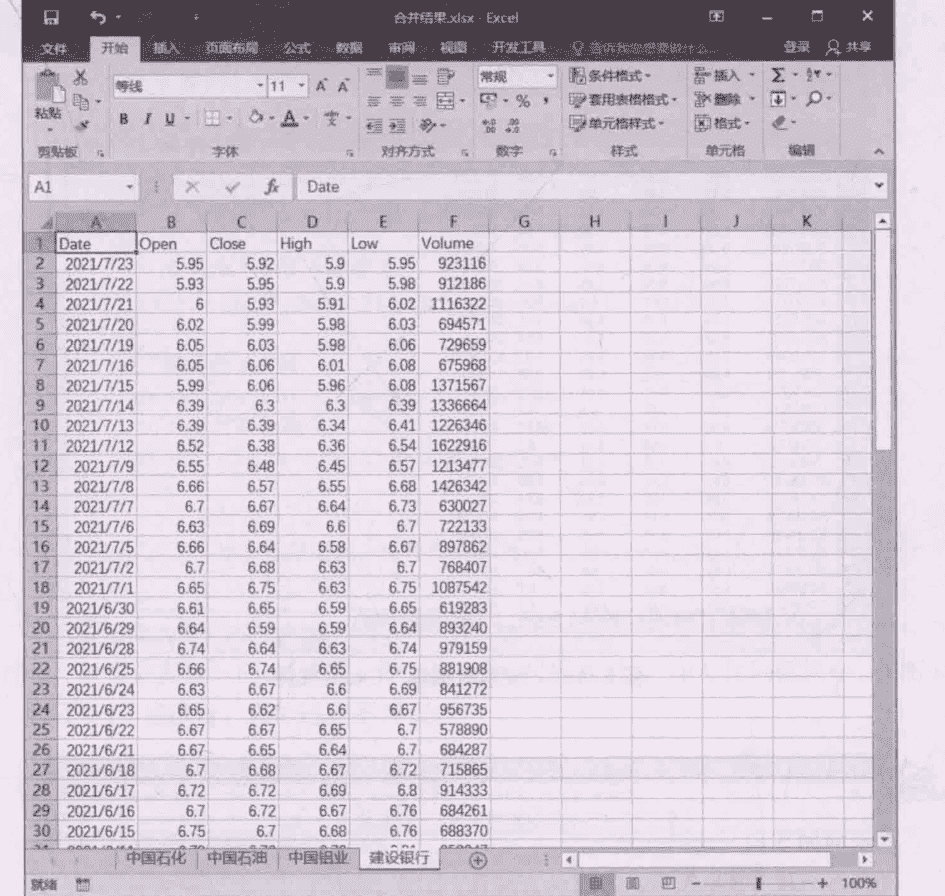 合并结果.xlsx - Excel
文件 开始 插入 页面布局 公式 数据 审阅 视图 开发工具 告诉我您想要做什么... 登录 共享
等线 11 常规 条件格式 插入
粘贴 B I U A % 套用表格格式 删除
单元格样式 格式
剪贴板 字体 对齐方式 数字 样式 单元格 编辑
A1 fx Date
A B C D E F G H I J K
1 Date Open Close High Low Volume
2 2021/7/23 5.95 5.92 5.9 5.95 923116
3 2021/7/22 5.93 5.95 5.9 5.98 912186
4 2021/7/21 6 5.93 5.91 6.02 1116322
5 2021/7/20 6.02 5.99 5.98 6.03 694571
6 2021/7/19 6.05 6.03 5.98 6.06 729659
7 2021/7/16 6.05 6.06 6.01 6.08 675968
8 2021/7/15 5.99 6.06 5.96 6.08 1371567
9 2021/7/14 6.39 6.3 6.3 6.39 1336664
10 2021/7/13 6.39 6.39 6.34 6.41 1226346
11 2021/7/12 6.52 6.38 6.36 6.54 1622916
12 2021/7/9 6.55 6.48 6.45 6.57 1213477
13 2021/7/8 6.66 6.57 6.55 6.68 1426342
14 2021/7/7 6.7 6.67 6.64 6.73 630027
15 2021/7/6 6.63 6.69 6.6 6.7 722133
16 2021/7/5 6.66 6.64 6.58 6.67 897862
17 2021/7/2 6.7 6.68 6.63 6.7 768407
18 2021/7/1 6.65 6.75 6.63 6.75 1087542
19 2021/6/30 6.61 6.65 6.59 6.65 619283
20 2021/6/29 6.64 6.59 6.59 6.64 893240
21 2021/6/28 6.74 6.64 6.63 6.74 979159
22 2021/6/25 6.66 6.74 6.65 6.75 881908
23 2021/6/24 6.63 6.67 6.6 6.69 841272
24 2021/6/23 6.65 6.62 6.6 6.67 956735
25 2021/6/22 6.67 6.67 6.65 6.7 578890
26 2021/6/21 6.67 6.65 6.64 6.7 684287
27 2021/6/18 6.7 6.68 6.67 6.72 715865
28 2021/6/17 6.72 6.72 6.69 6.8 914333
29 2021/6/16 6.7 6.72 6.67 6.76 684261
30 2021/6/15 6.75 6.7 6.68 6.76 688370
中国石化 中国石油 中国铝业 建设银行
就绪 100%